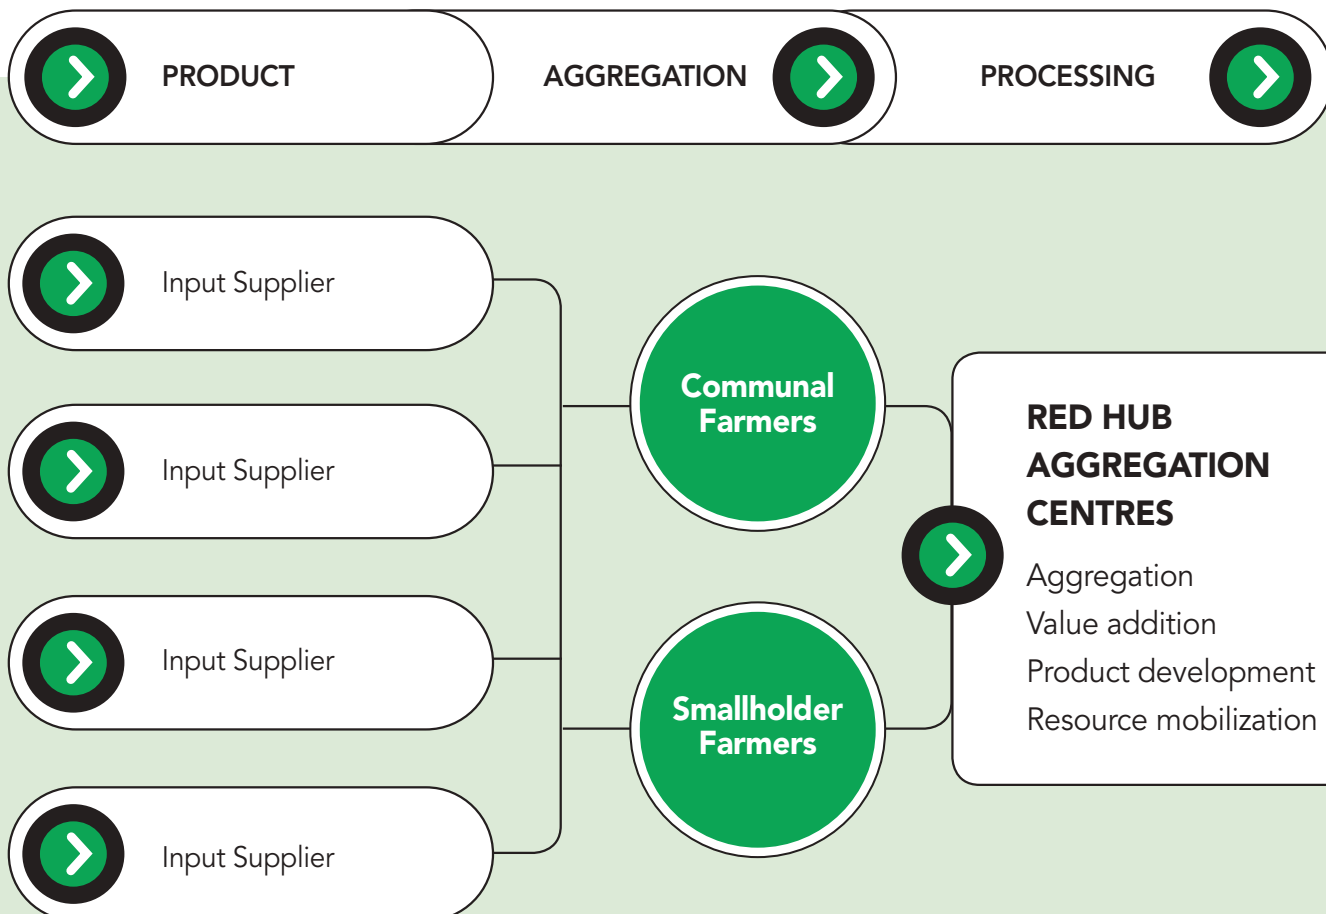 PRODUCT
AGGREGATION
PROCESSING
Input Supplier
Input Supplier
Input Supplier
Input Supplier
Communal
Farmers
Smallholder
Farmers
RED HUB
AGGREGATION
CENTRES
Aggregation
Value addition
Product development
Resource mobilization